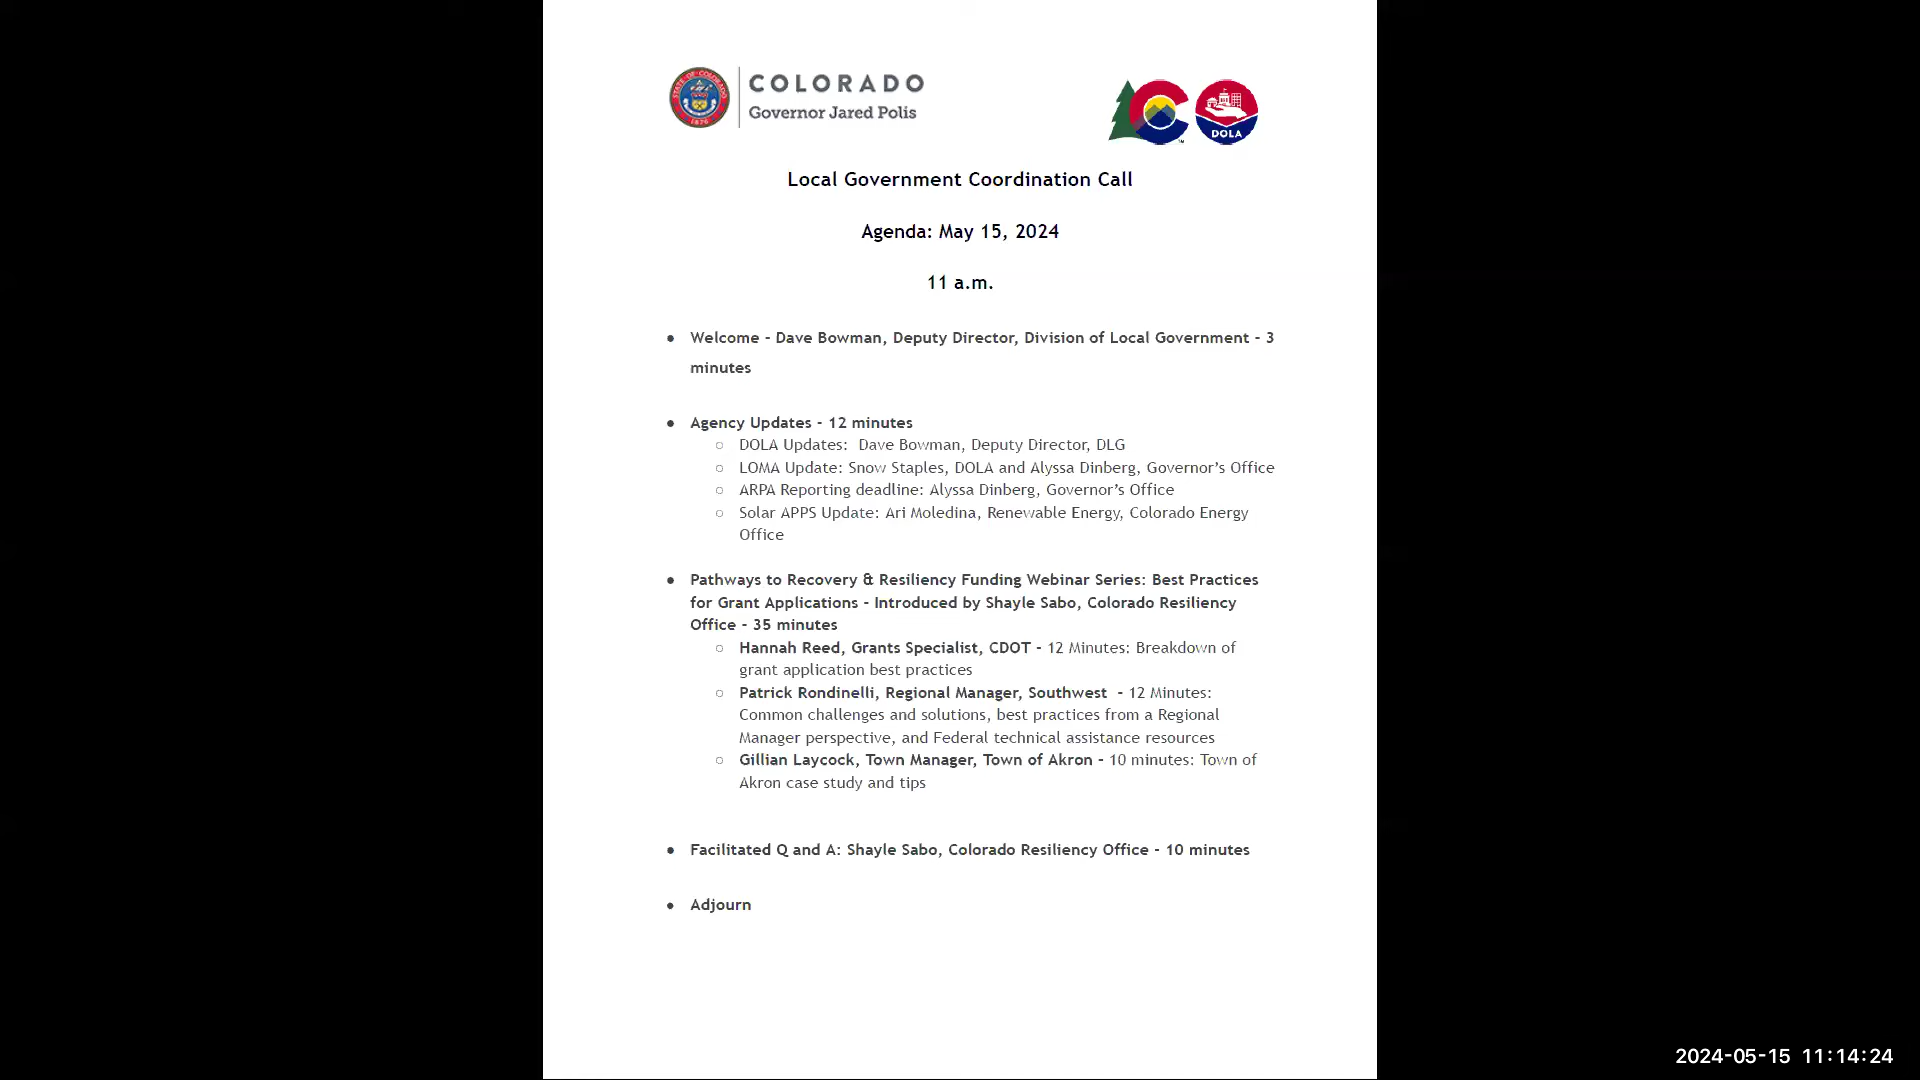 STATE OF COLORADO
1876
COLORADO
Governor Jared Polis
DOLA
Local Government Coordination Call
Agenda: May 15, 2024
11 a.m.
● Welcome - Dave Bowman, Deputy Director, Division of Local Government - 3
minutes
● Agency Updates - 12 minutes
○ DOLA Updates:  Dave Bowman, Deputy Director, DLG
○ LOMA Update: Snow Staples, DOLA and Alyssa Dinberg, Governor’s Office
○ ARPA Reporting deadline: Alyssa Dinberg, Governor’s Office
○ Solar APPS Update: Ari Moledina, Renewable Energy, Colorado Energy
Office
● Pathways to Recovery & Resiliency Funding Webinar Series: Best Practices
for Grant Applications - Introduced by Shayle Sabo, Colorado Resiliency
Office - 35 minutes
○ Hannah Reed, Grants Specialist, CDOT - 12 Minutes: Breakdown of
grant application best practices
○ Patrick Rondinelli, Regional Manager, Southwest  - 12 Minutes:
Common challenges and solutions, best practices from a Regional
Manager perspective, and Federal technical assistance resources
○ Gillian Laycock, Town Manager, Town of Akron - 10 minutes: Town of
Akron case study and tips
● Facilitated Q and A: Shayle Sabo, Colorado Resiliency Office - 10 minutes
● Adjourn
2024-05-15 11:14:24